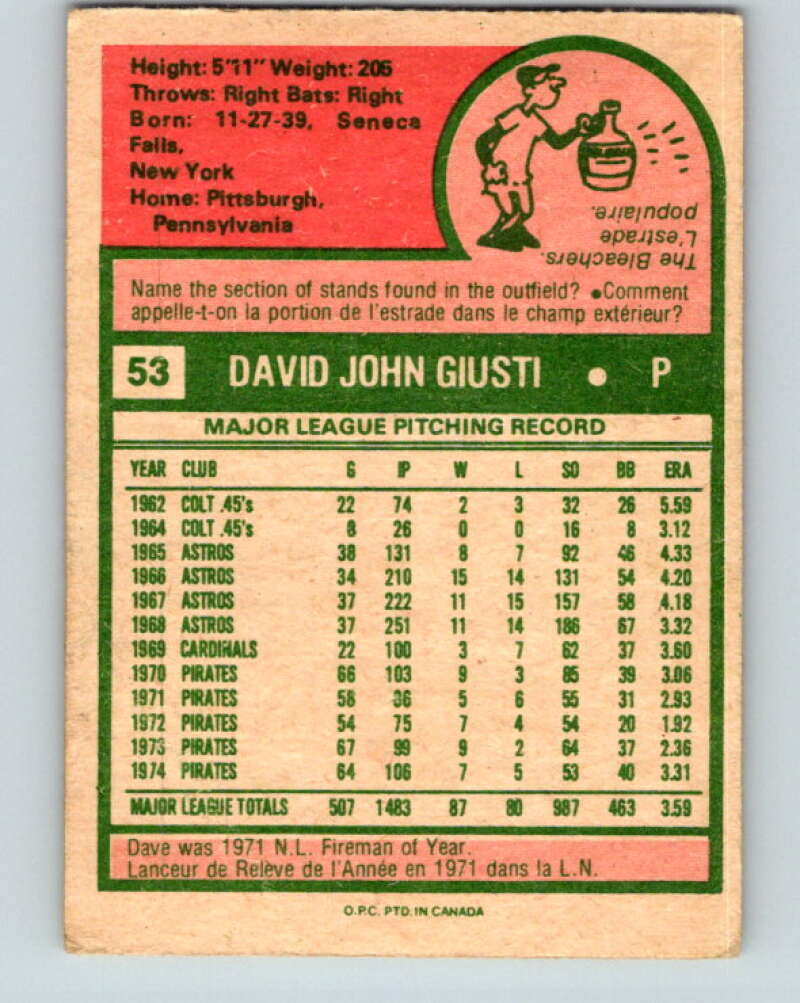 Height: 5'11" Weight: 205
Throws: Right Bats: Right
Born: 11-27-39, Seneca
Falls,
New York
Home: Pittsburgh,
Pennsylvania
The Bleachers.
L'estrade
populaire.
Name the section of stands found in the outfield? •Comment
appelle-t-on la portion de l'estrade dans le champ extérieur?
53 DAVID JOHN GIUSTI • P
MAJOR LEAGUE PITCHING RECORD
YEAR CLUB G IP W L SO BB ERA
1962 COLT .45's 22 74 2 3 32 26 5.59
1964 COLT .45's 8 26 0 0 16 8 3.12
1965 ASTROS 38 131 8 7 92 46 4.33
1966 ASTROS 34 210 15 14 131 54 4.20
1967 ASTROS 37 222 11 15 157 58 4.18
1968 ASTROS 37 251 11 14 186 67 3.32
1969 CARDINALS 22 100 3 7 62 37 3.60
1970 PIRATES 66 103 9 3 85 39 3.06
1971 PIRATES 58 86 5 6 55 31 2.93
1972 PIRATES 54 75 7 4 54 20 1.92
1973 PIRATES 67 99 9 2 64 37 2.36
1974 PIRATES 64 106 7 5 53 40 3.31
MAJOR LEAGUE TOTALS 507 1483 87 80 987 463 3.59
Dave was 1971 N.L. Fireman of Year.
Lanceur de Relève de l'Année en 1971 dans la L.N.
O.P.C. PTD. IN CANADA